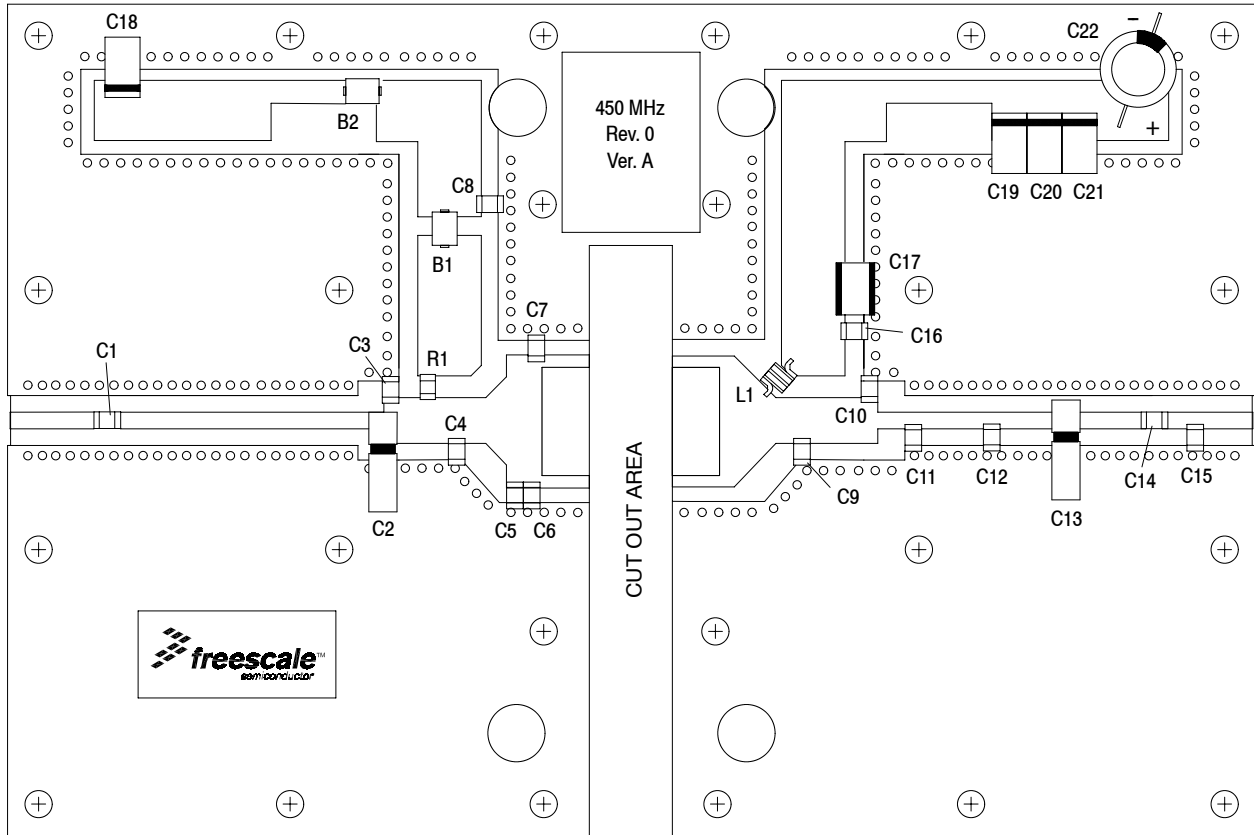 C18
C22
-
+
450 MHz
Rev. 0
Ver. A
B2
C8
C19 C20 C21
B1
C17
C7
C16
C1
C3
R1
L1
C10
C4
C11
C12
C14
C15
C9
C2
C5 C6
C13
CUT OUT AREA
freescale™
semiconductor